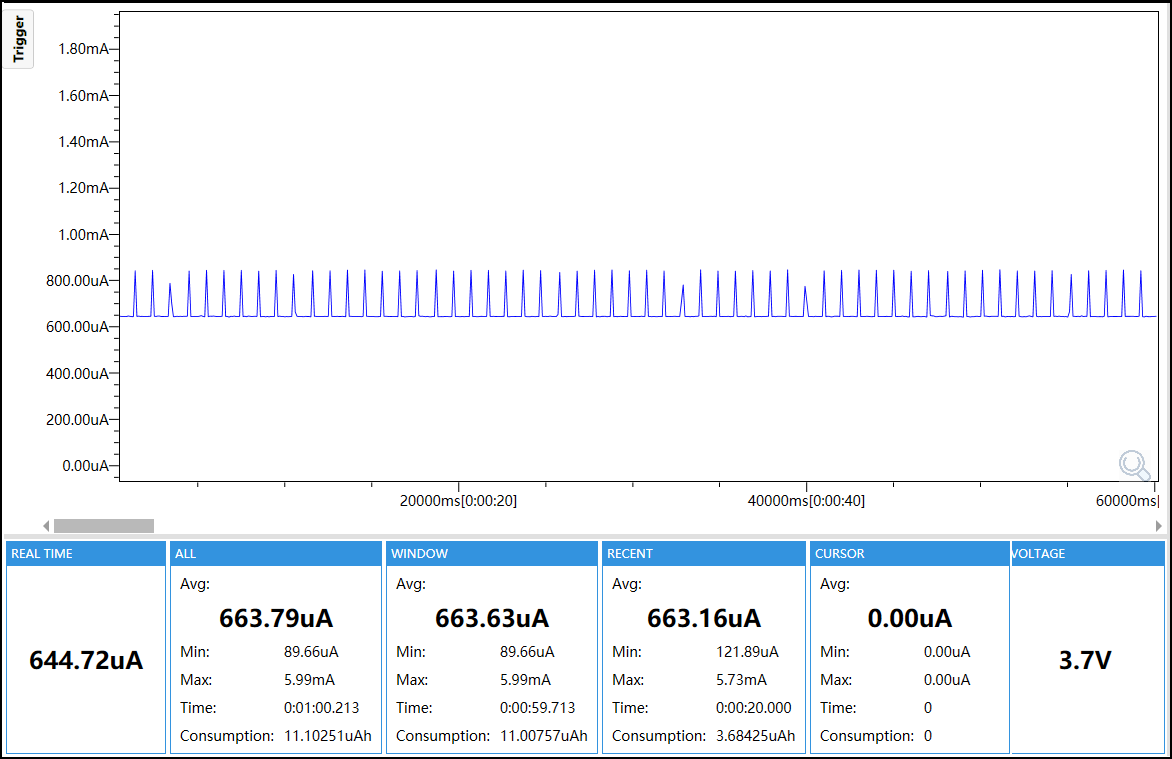 Trigger
1.80mA
1.60mA
1.40mA
1.20mA
1.00mA
800.00uA
600.00uA
400.00uA
200.00uA
0.00uA
20000ms[0:00:20] 40000ms[0:00:40] 60000ms[
REAL TIME
644.72uA
ALL
Avg:
663.79uA
Min: 89.66uA
Max: 5.99mA
Time: 0:01:00.213
Consumption: 11.10251uAh
WINDOW
Avg:
663.63uA
Min: 89.66uA
Max: 5.99mA
Time: 0:00:59.713
Consumption: 11.00757uAh
RECENT
Avg:
663.16uA
Min: 121.89uA
Max: 5.73mA
Time: 0:00:20.000
Consumption: 3.68425uAh
CURSOR
Avg:
0.00uA
Min: 0.00uA
Max: 0.00uA
Time: 0
Consumption: 0
VOLTAGE
3.7V